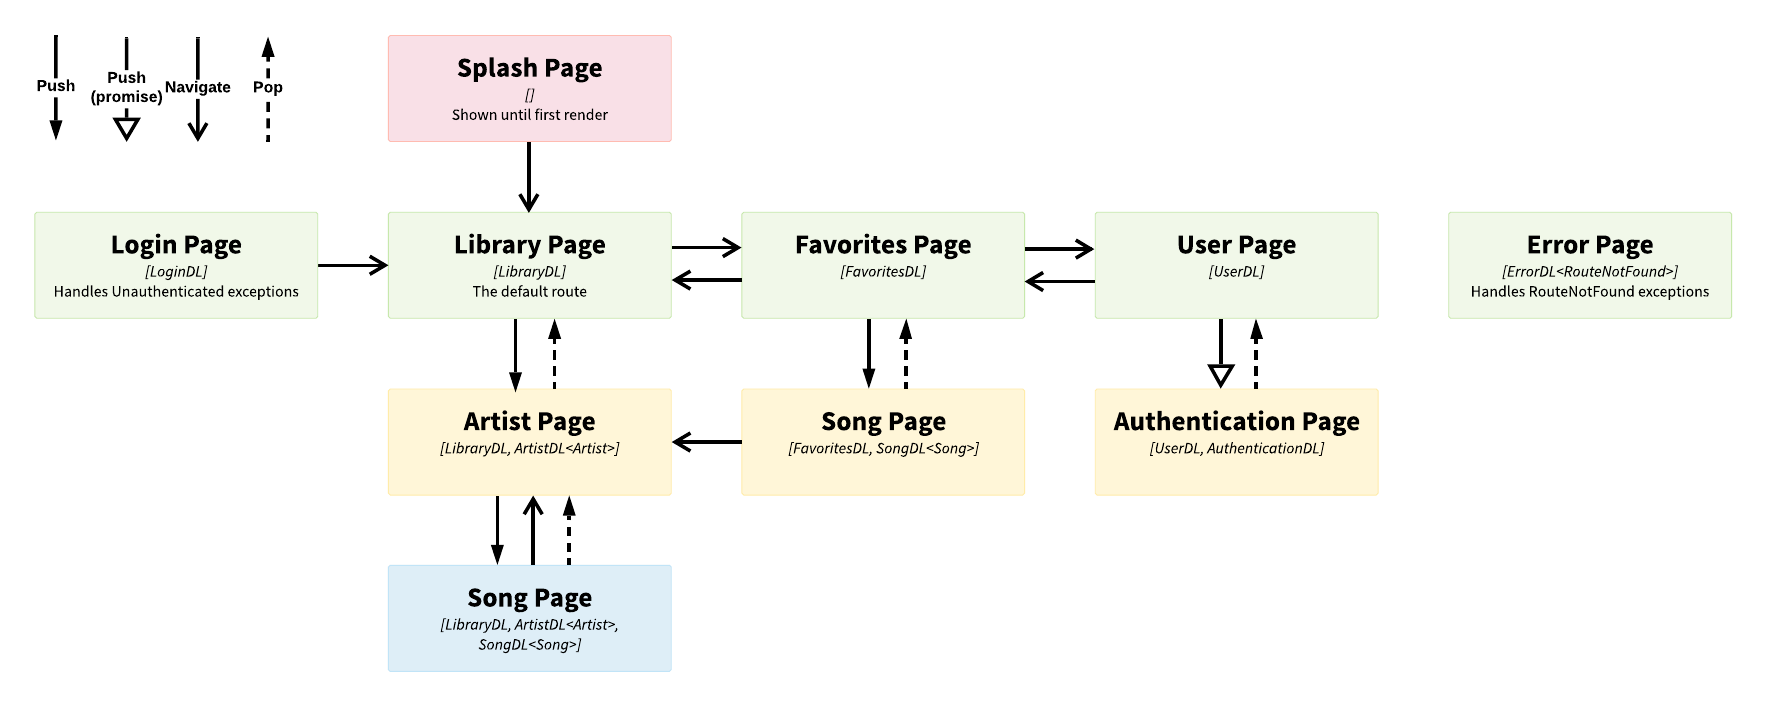 Push
Push
(promise)
Navigate
Pop
Splash Page
[]
Shown until first render
Login Page
[LoginDL]
Handles Unauthenticated exceptions
Library Page
[LibraryDL]
The default route
Favorites Page
[FavoritesDL]
User Page
[UserDL]
Error Page
[ErrorDL<RouteNotFound>]
Handles RouteNotFound exceptions
Artist Page
[LibraryDL, ArtistDL<Artist>]
Song Page
[FavoritesDL, SongDL<Song>]
Authentication Page
[UserDL, AuthenticationDL]
Song Page
[LibraryDL, ArtistDL<Artist>,
SongDL<Song>]